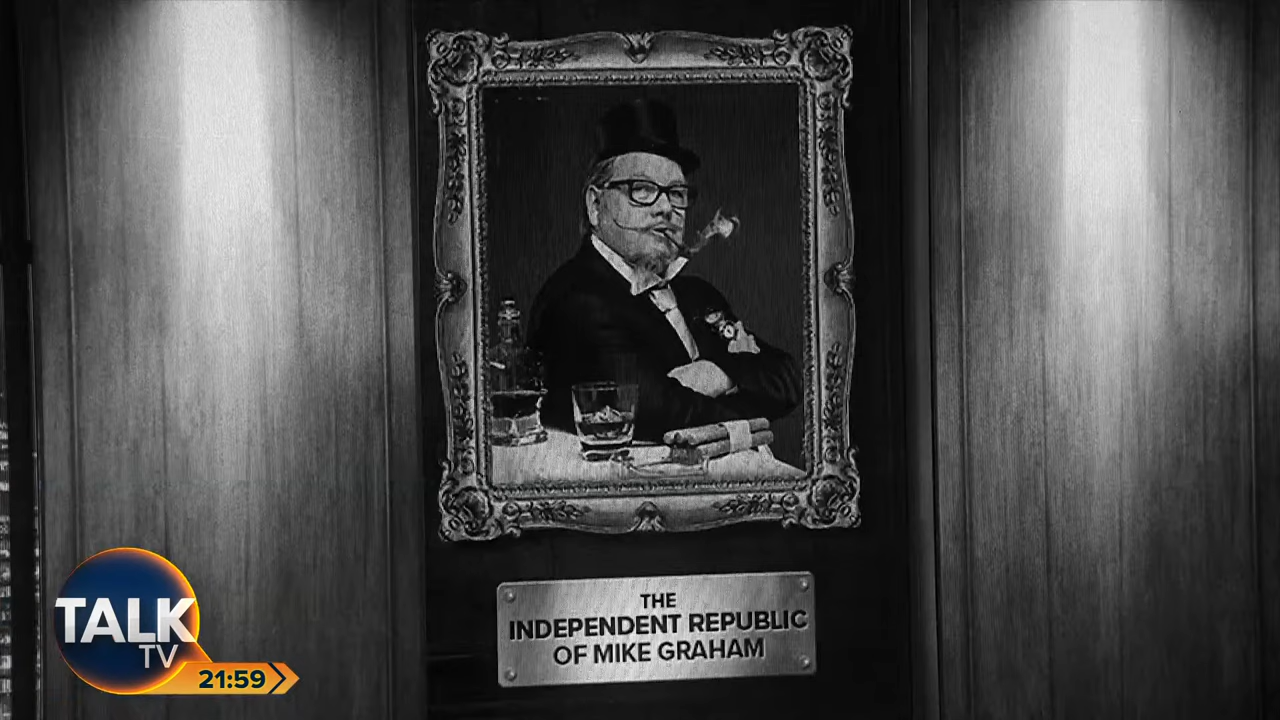 THE
INDEPENDENT REPUBLIC
OF MIKE GRAHAM
TALK
TV
21:59